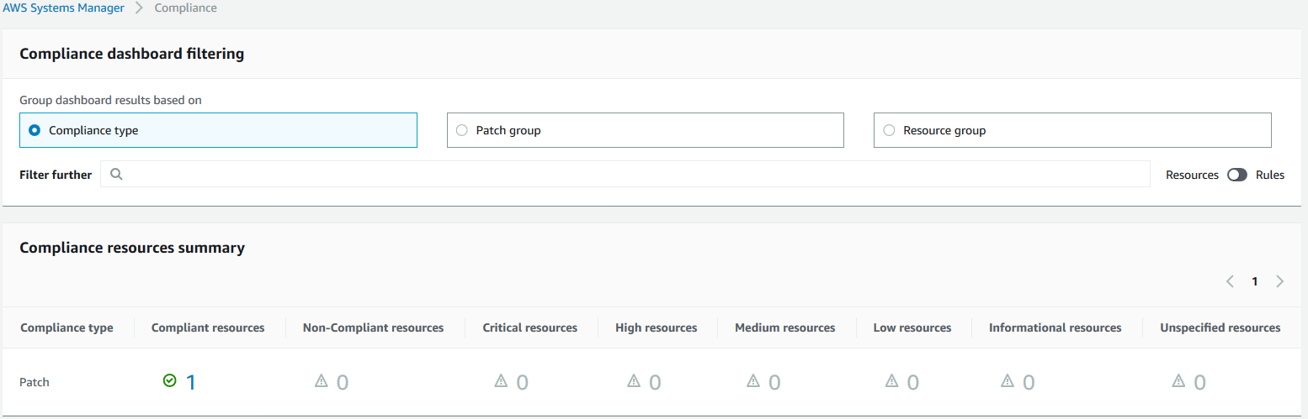 AWS Systems Manager > Compliance
Compliance dashboard filtering
Group dashboard results based on
Compliance type Patch group Resource group
Filter further Resources Rules
Compliance resources summary
1
Compliance type Compliant resources Non-Compliant resources Critical resources High resources Medium resources Low resources Informational resources Unspecified resources
Patch 1 0 0 0 0 0 0 0